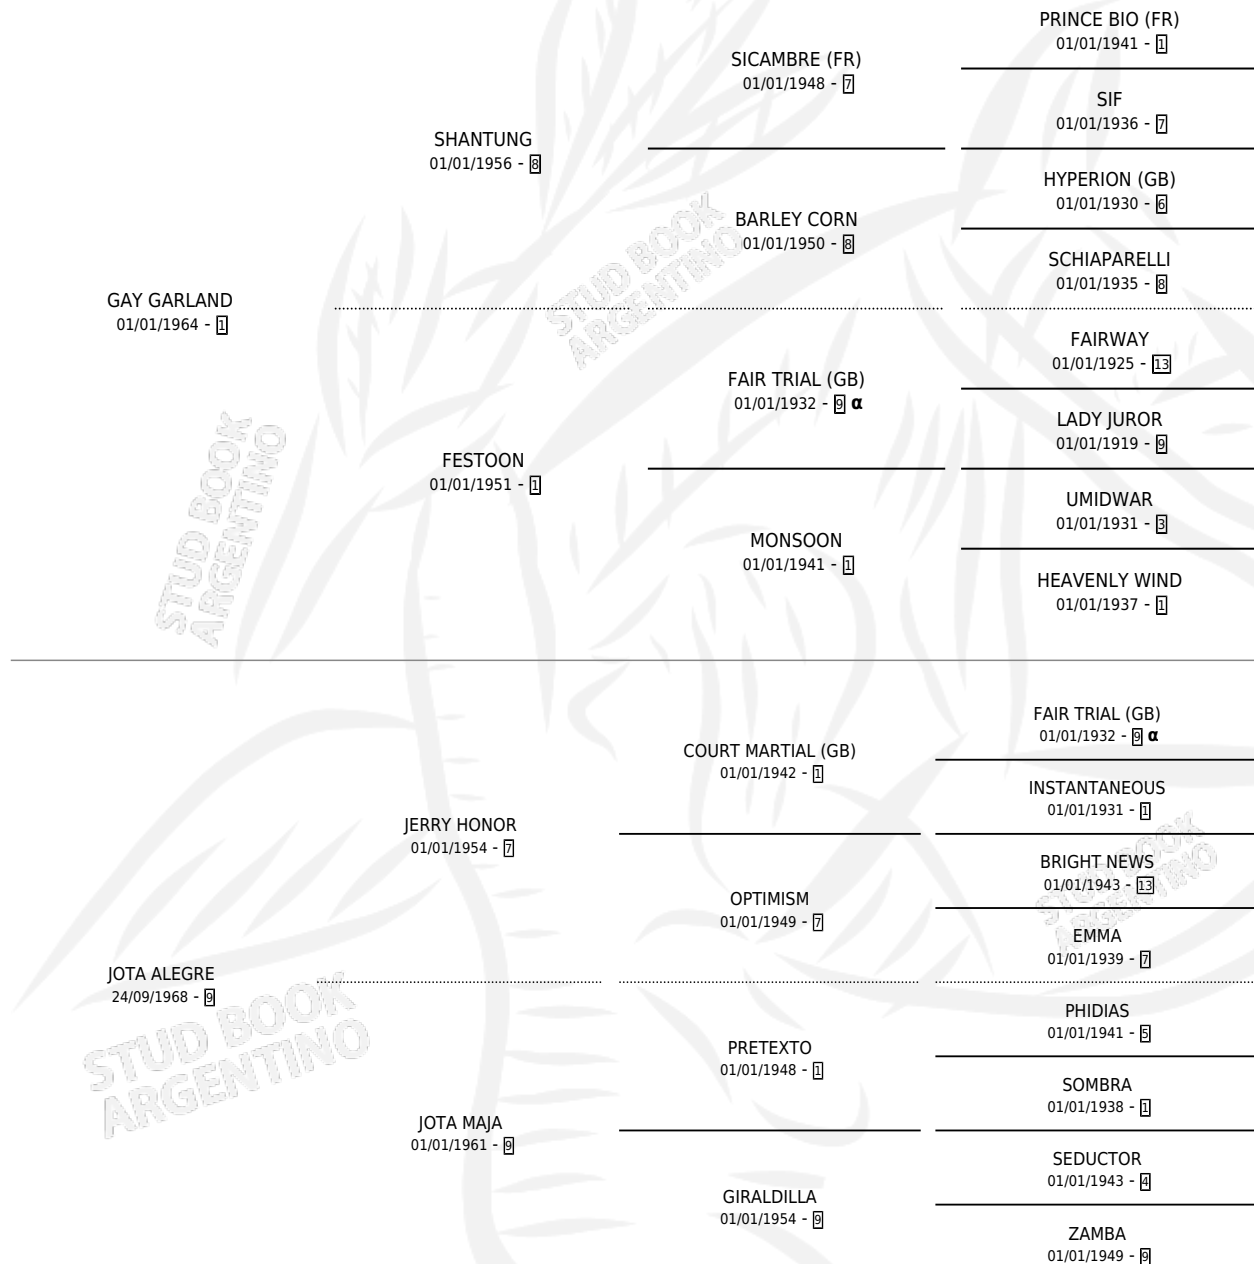 PRINCE BIO (FR)
01/01/1941 - 1
SICAMBRE (FR)
01/01/1948 - 7
SIF
01/01/1936 - 7
SHANTUNG
01/01/1956 - 8
HYPERION (GB)
01/01/1930 - 6
BARLEY CORN
01/01/1950 - 8
SCHIAPARELLI
01/01/1935 - 8
GAY GARLAND
01/01/1964 - 1
FAIRWAY
01/01/1925 - 13
FAIR TRIAL (GB)
01/01/1932 - 9 α
LADY JUROR
01/01/1919 - 9
FESTOON
01/01/1951 - 1
UMIDWAR
01/01/1931 - 3
MONSOON
01/01/1941 - 1
HEAVENLY WIND
01/01/1937 - 1
FAIR TRIAL (GB)
01/01/1932 - 9 α
COURT MARTIAL (GB)
01/01/1942 - 1
INSTANTANEOUS
01/01/1931 - 1
JERRY HONOR
01/01/1954 - 7
BRIGHT NEWS
01/01/1943 - 13
OPTIMISM
01/01/1949 - 7
EMMA
01/01/1939 - 7
JOTA ALEGRE
24/09/1968 - 9
PHIDIAS
01/01/1941 - 5
PRETEXTO
01/01/1948 - 1
SOMBRA
01/01/1938 - 1
JOTA MAJA
01/01/1961 - 9
SEDUCTOR
01/01/1943 - 4
GIRALDILLA
01/01/1954 - 9
ZAMBA
01/01/1949 - 9
STUD BOOK
ARGENTINO
STUD BOOK
ARGENTINO
STUD BOOK
ARGENTINO
STUD BOOK
ARGENTINO